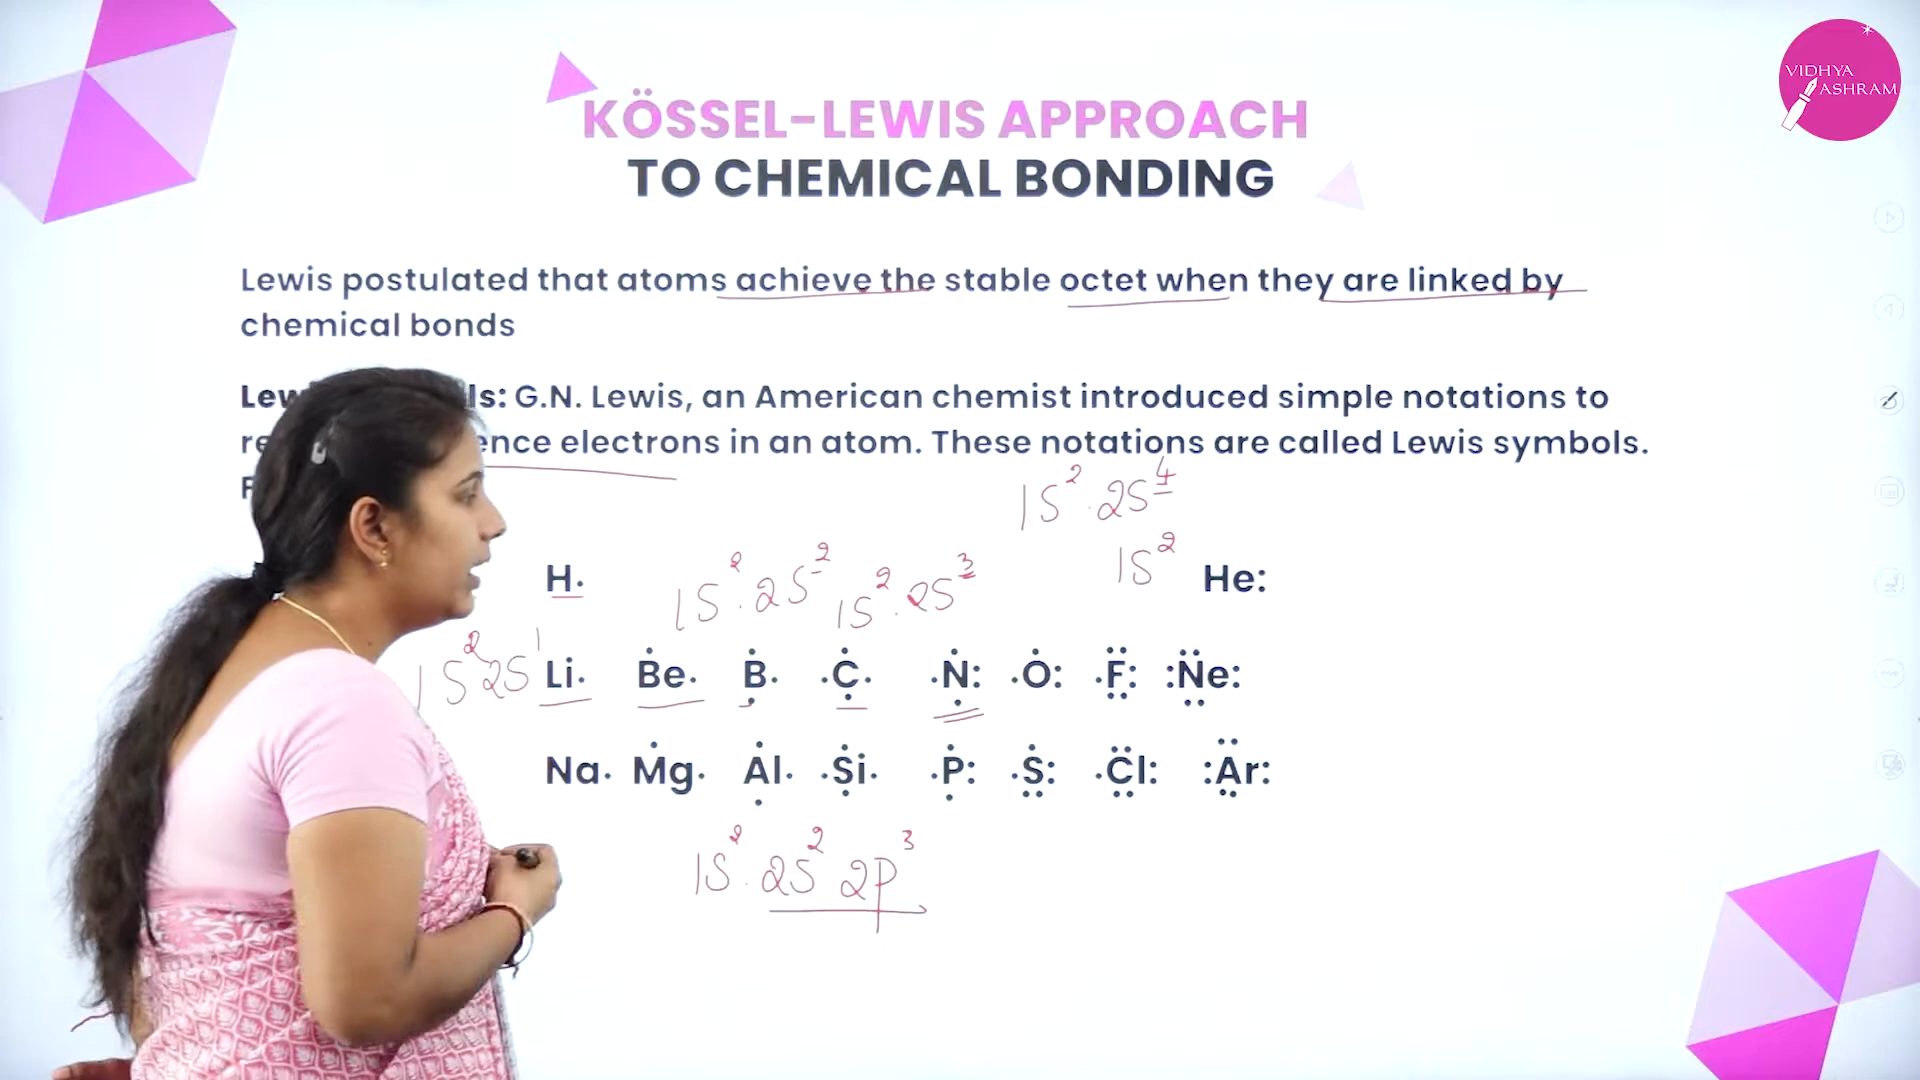 VIDHYA
ASHRAM
KÖSSEL-LEWIS APPROACH
TO CHEMICAL BONDING
Lewis postulated that atoms achieve the stable octet when they are linked by
chemical bonds
ls: G.N. Lewis, an American chemist introduced simple notations to
electrons in an atom. These notations are called Lewis symbols.
1S² 2S⁴
H· 1S² 2S² 1S² 2S³ 1S² He:
1S² 2S¹ Li· Be· B· ·C· ·N: ·O: ·F: :Ne:
Na· Mg· Al· ·Si· ·P: ·S: ·Cl: :Ar:
1S² 2S² 2p³